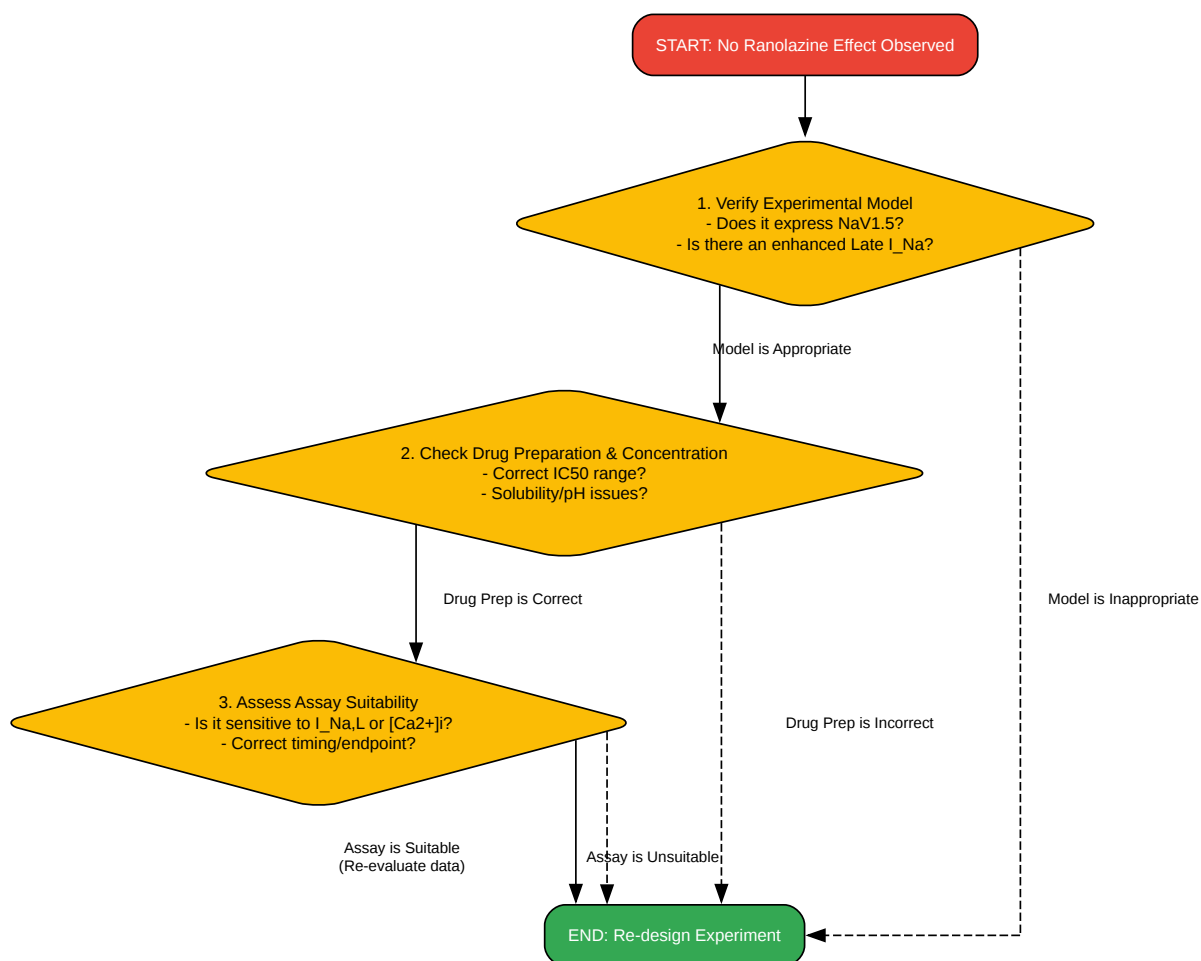 START: No Ranolazine Effect Observed
1. Verify Experimental Model
- Does it express NaV1.5?
- Is there an enhanced Late I_Na?
Model is Appropriate
2. Check Drug Preparation & Concentration
- Correct IC50 range?
- Solubility/pH issues?
Drug Prep is Correct
Model is Inappropriate
3. Assess Assay Suitability
- Is it sensitive to I_Na,L or [Ca2+]i?
- Correct timing/endpoint?
Drug Prep is Incorrect
Assay is Suitable
(Re-evaluate data)
Assay is Unsuitable
END: Re-design Experiment